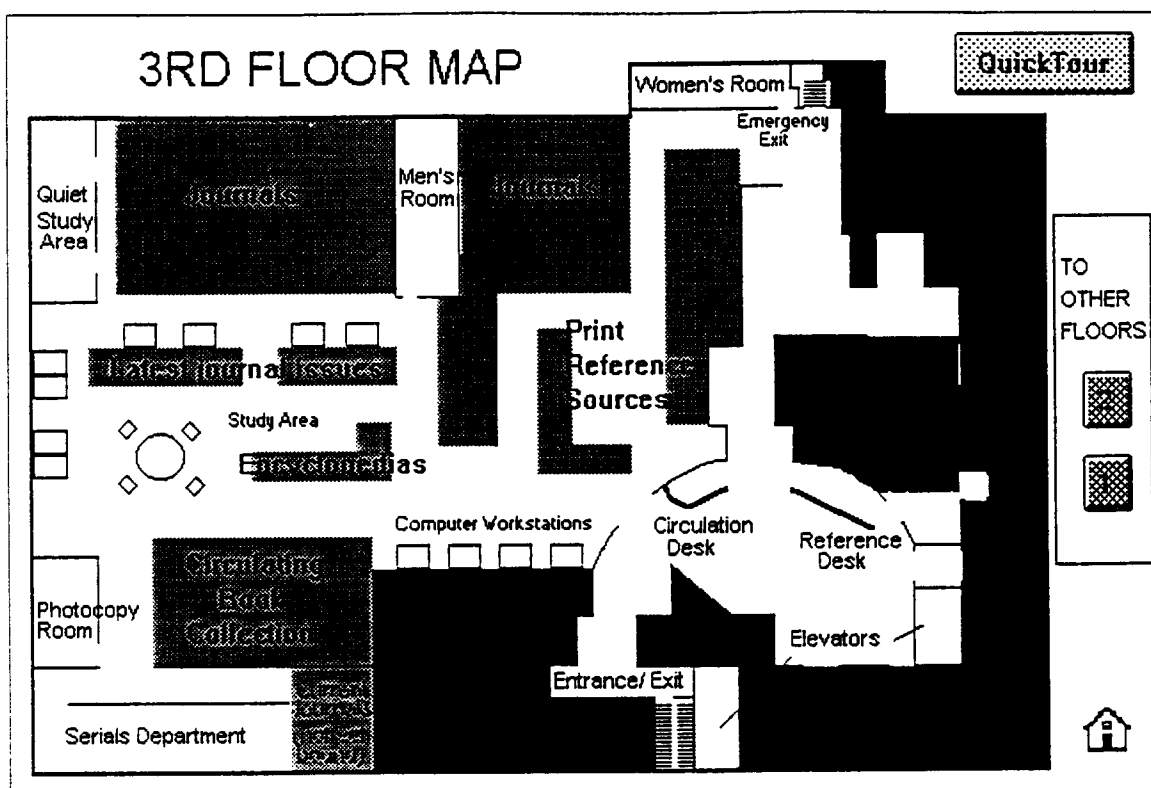 3RD FLOOR MAP
QuickTour
Women's Room
Emergency
Exit
Quiet
Study
Area
Journals
Men's
Room
Journals
TO
OTHER
FLOORS
2
1
Print
Reference
Sources
Latest journal issues
Study Area
Encyclopedias
Computer Workstations
Circulation
Desk
Reference
Desk
Circulating
Book
Collection
Photocopy
Room
Elevators
Entrance/ Exit
Serials Department